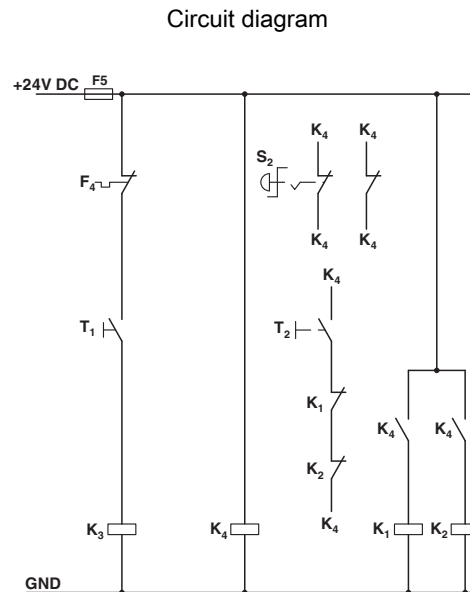 Circuit diagram
+24V DC F5
K₄ K₄
S₂
F₄
K₄ K₄
K₄
T₁ T₂
K₁
K₄ K₄
K₂
K₄
K₃ K₄ K₁ K₂
GND